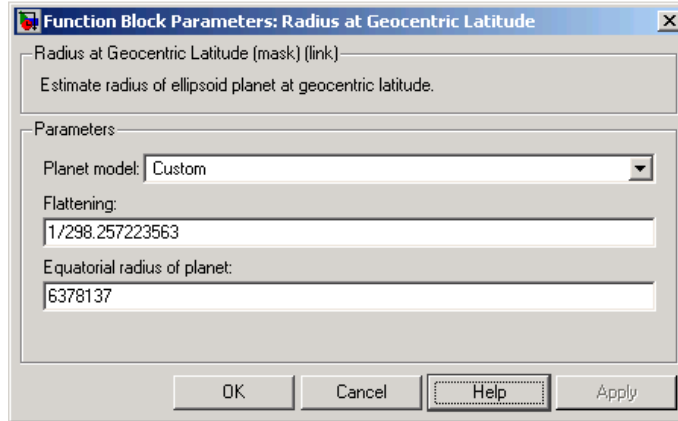 Function Block Parameters: Radius at Geocentric Latitude
Radius at Geocentric Latitude (mask) (link)
Estimate radius of ellipsoid planet at geocentric latitude.
Parameters
Planet model: Custom
Flattening:
1/298.257223563
Equatorial radius of planet:
6378137
OK Cancel Help Apply